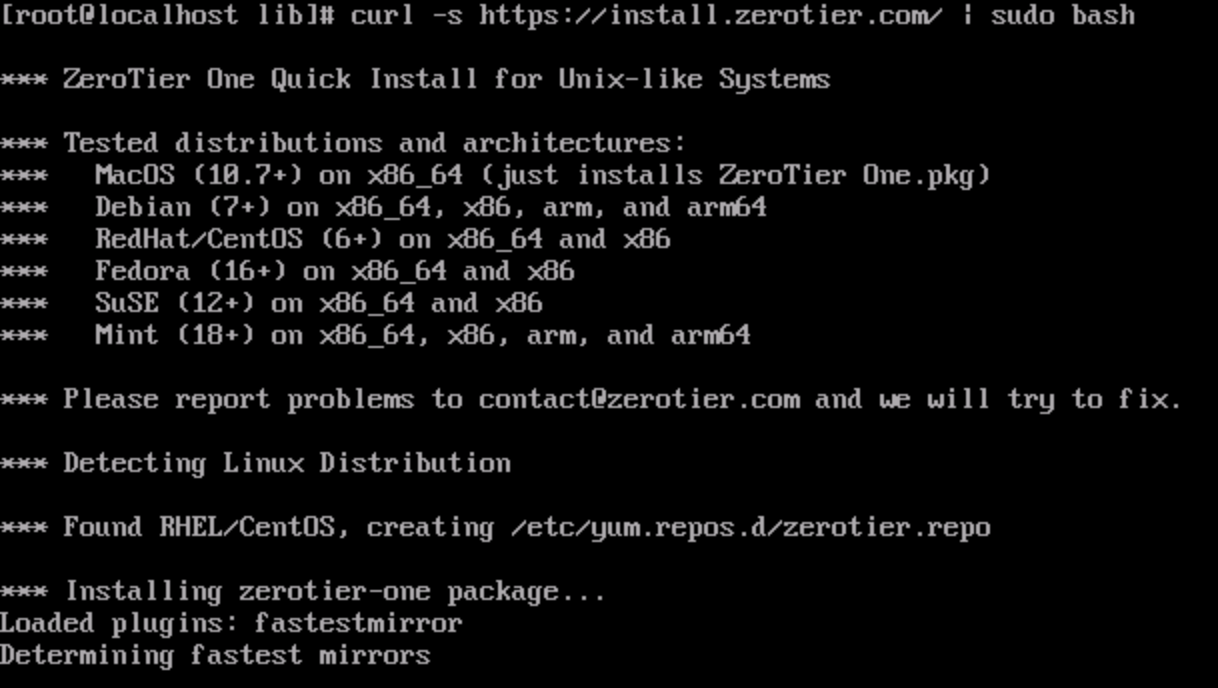 [root@localhost lib]# curl -s https://install.zerotier.com/ | sudo bash
*** ZeroTier One Quick Install for Unix-like Systems
*** Tested distributions and architectures:
***   MacOS (10.7+) on x86_64 (just installs ZeroTier One.pkg)
***   Debian (7+) on x86_64, x86, arm, and arm64
***   RedHat/CentOS (6+) on x86_64 and x86
***   Fedora (16+) on x86_64 and x86
***   SuSE (12+) on x86_64 and x86
***   Mint (18+) on x86_64, x86, arm, and arm64
*** Please report problems to contact@zerotier.com and we will try to fix.
*** Detecting Linux Distribution
*** Found RHEL/CentOS, creating /etc/yum.repos.d/zerotier.repo
*** Installing zerotier-one package...
Loaded plugins: fastestmirror
Determining fastest mirrors